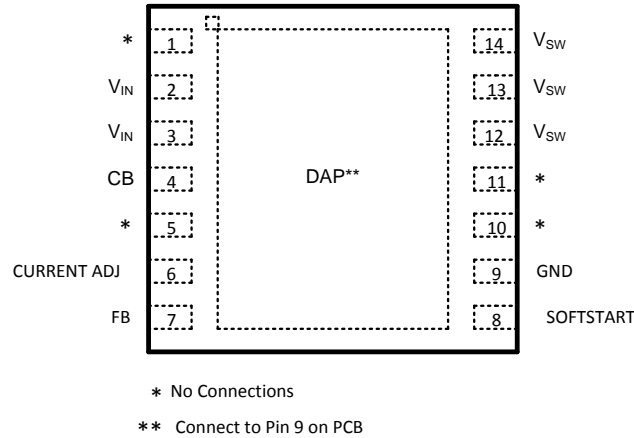 * 1 14 VSW
VIN 2 13 VSW
VIN 3 12 VSW
CB 4 DAP** 11 *
* 5 10 *
CURRENT ADJ 6 9 GND
FB 7 8 SOFTSTART
* No Connections
** Connect to Pin 9 on PCB